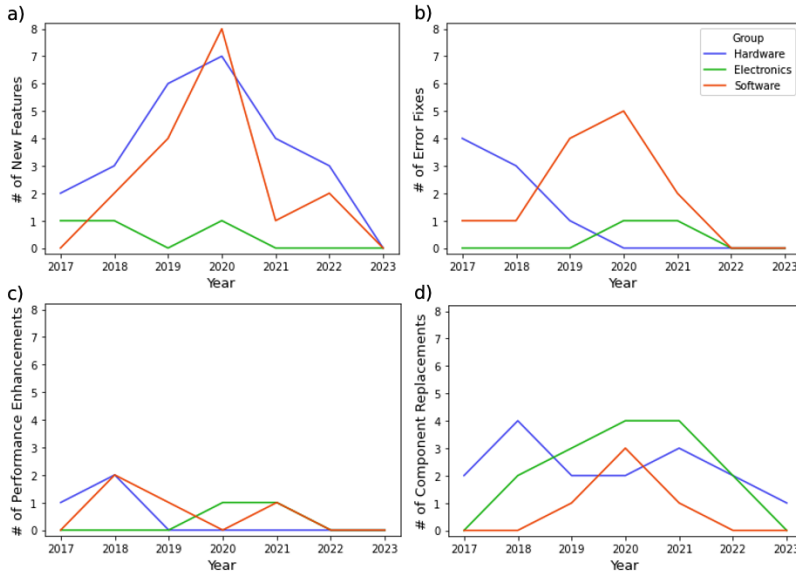 a)
# of New Features
8
7
6
5
4
3
2
1
0
2017 2018 2019 2020 2021 2022 2023
Year
b)
# of Error Fixes
8
7
6
5
4
3
2
1
0
Group
Hardware
Electronics
Software
2017 2018 2019 2020 2021 2022 2023
Year
c)
# of Performance Enhancements
8
7
6
5
4
3
2
1
0
2017 2018 2019 2020 2021 2022 2023
Year
d)
# of Component Replacements
8
7
6
5
4
3
2
1
0
2017 2018 2019 2020 2021 2022 2023
Year